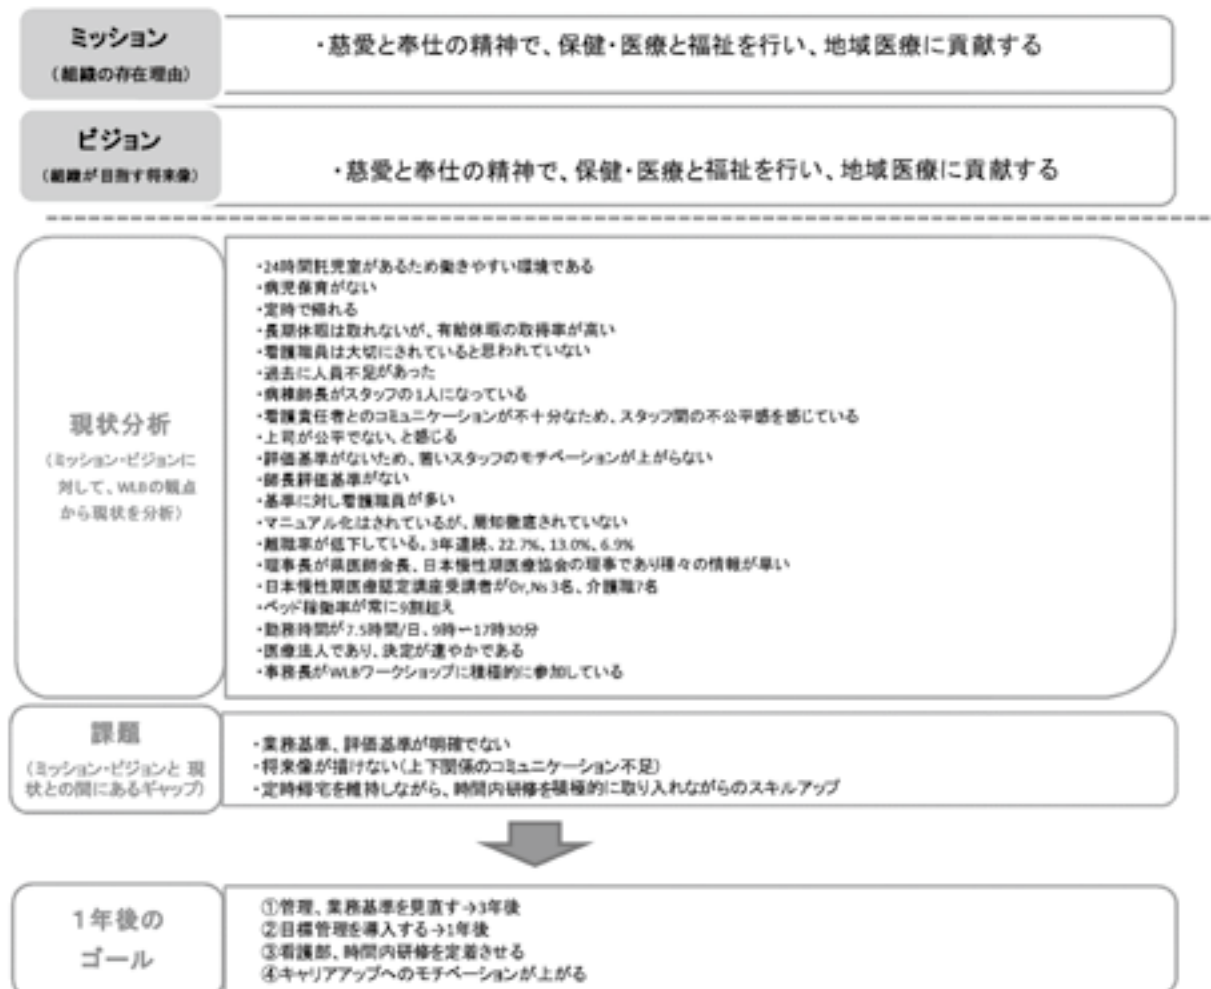 ミッション
(組織の存在理由)
・慈愛と奉仕の精神で、保健・医療と福祉を行い、地域医療に貢献する
ビジョン
(組織が目指す将来像)
・慈愛と奉仕の精神で、保健・医療と福祉を行い、地域医療に貢献する
現状分析
(ミッション・ビジョンに
対して、WLBの観点
から現状を分析)
・24時間託児室があるため働きやすい環境である
・病児保育がない
・定時で帰れる
・長期休暇は取れないが、有給休暇の取得率が高い
・看護職員は大切にされていると思われていない
・過去に人員不足があった
・病棟師長がスタッフの1人になっている
・看護責任者とのコミュニケーションが不十分なため、スタッフ間の不公平感を感じている
・上司が公平でない、と感じる
・評価基準がないため、若いスタッフのモチベーションが上がらない
・師長評価基準がない
・基準に対し看護職員が多い
・マニュアル化はされているが、周知徹底されていない
・離職率が低下している。3年連続、22.7%、13.0%、6.9%
・理事長が県医師会長、日本慢性期医療協会の理事であり種々の情報が早い
・日本慢性期医療認定講座受講者がDr,Ns 3名、介護職7名
・ベッド稼働率が常に9割超え
・勤務時間が7.5時間/日、9時ー17時30分
・医療法人であり、決定が速やかである
・事務長がWLBワークショップに積極的に参加している
課題
(ミッション・ビジョンと 現
状との間にあるギャップ)
・業務基準、評価基準が明確でない
・将来像が描けない(上下関係のコミュニケーション不足)
・定時帰宅を維持しながら、時間内研修を積極的に取り入れながらのスキルアップ
1年後の
ゴール
①管理、業務基準を見直す→3年後
②目標管理を導入する→1年後
③看護部、時間内研修を定着させる
④キャリアアップへのモチベーションが上がる